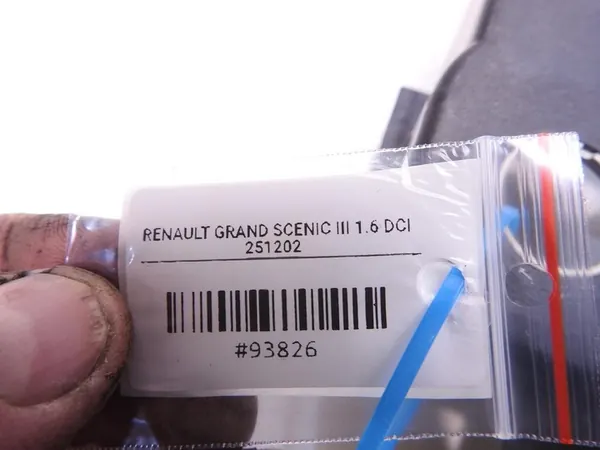 RENAULT GRAND SCENIC III 1.6 DCI
251202
#93826